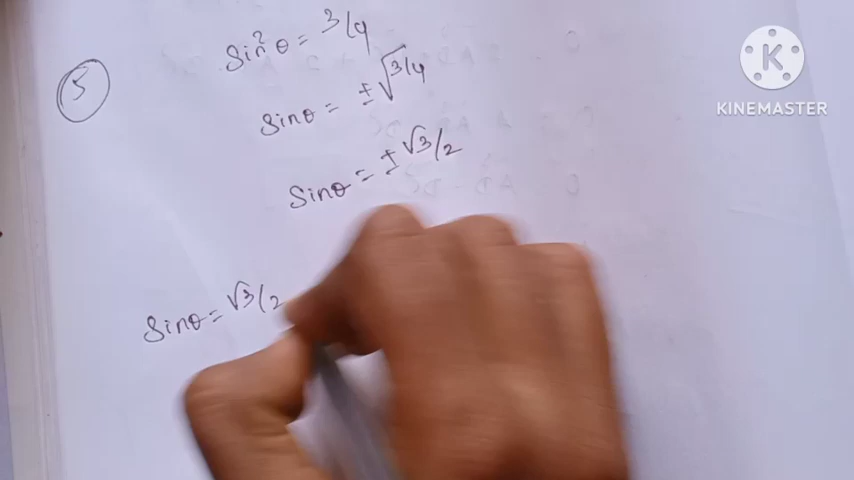 5
Sin²θ = 3/4
Sinθ = ±√3/4
Sinθ = ±√3/2
Sinθ = √3/2
K
KINEMASTER